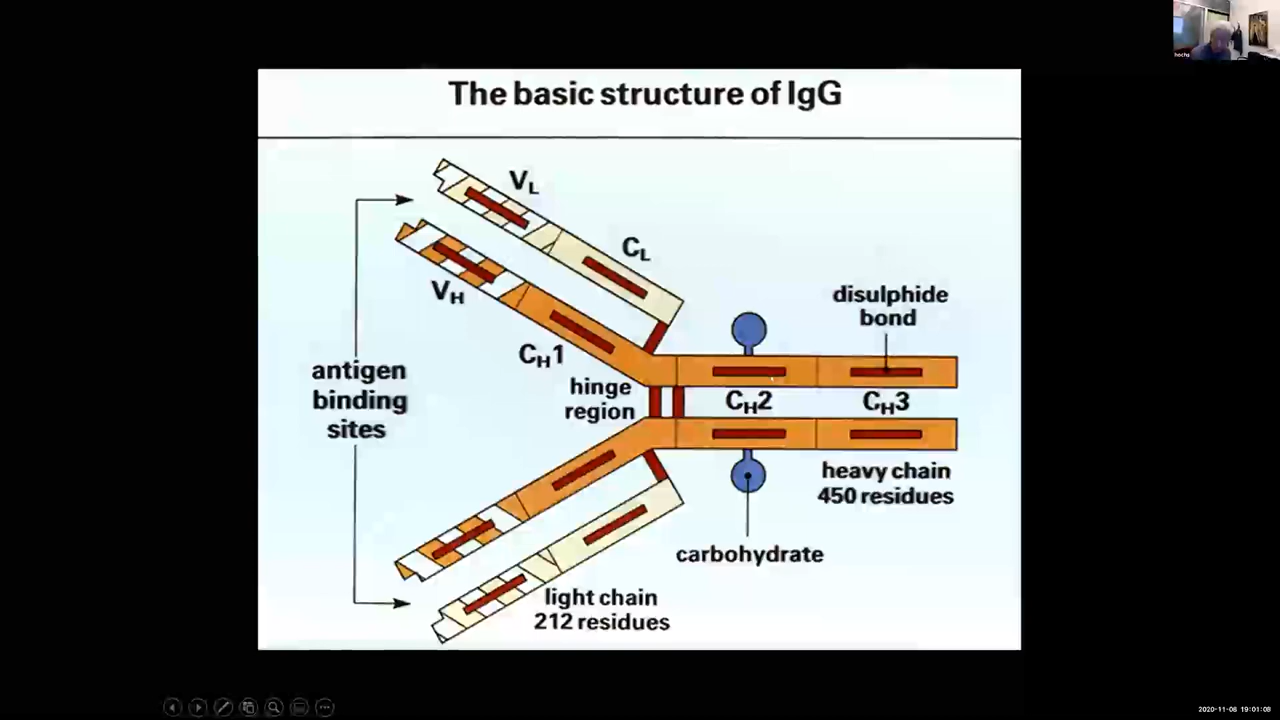 The basic structure of IgG
VL
CL
VH
CH1
hinge
region
antigen
binding
sites
disulphide
bond
CH2
CH3
heavy chain
450 residues
carbohydrate
light chain
212 residues
2020-11-08 19:01:08